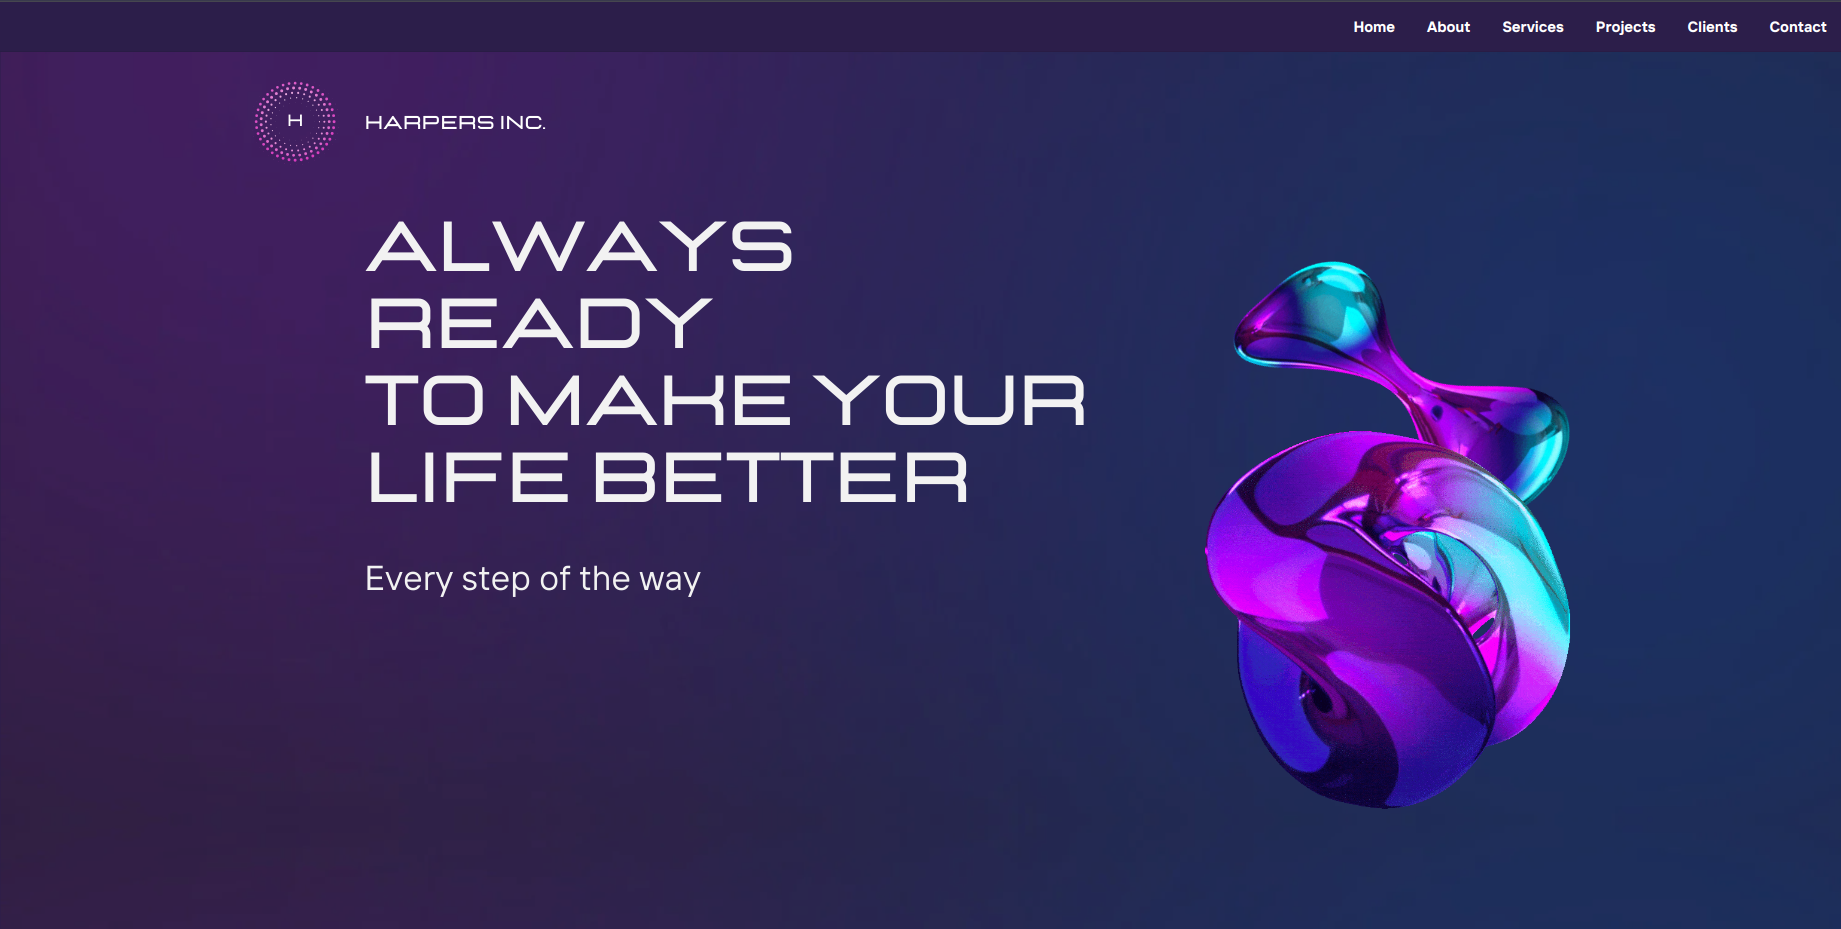 Home About Services Projects Clients Contact
H
HARPERS INC.
ALWAYS
READY
TO MAKE YOUR
LIFE BETTER
Every step of the way